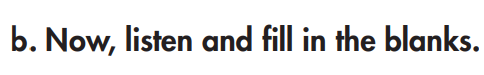 b. Now, listen and fill in the blanks.